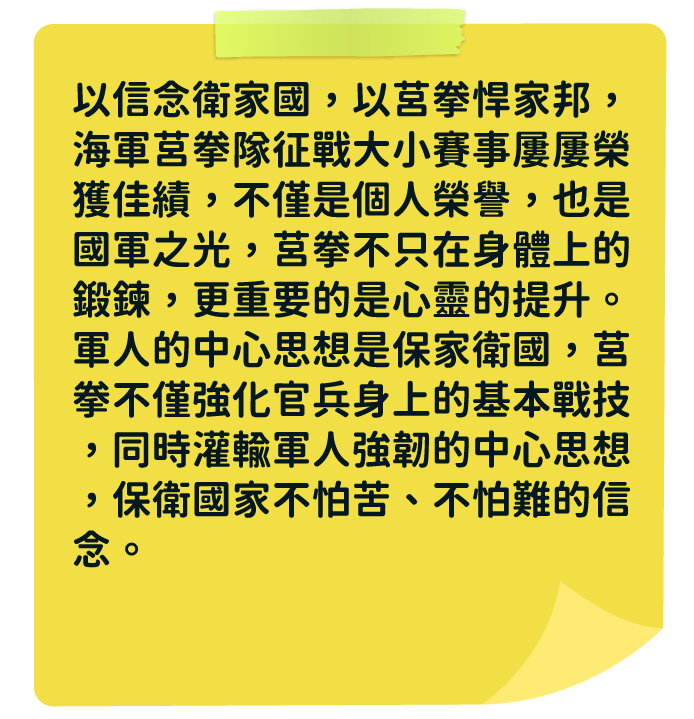 以信念衛家國，以莒拳悍家邦，
海軍莒拳隊征戰大小賽事屢屢榮
獲佳績，不僅是個人榮譽，也是
國軍之光，莒拳不只在身體上的
鍛鍊，更重要的是心靈的提升。
軍人的中心思想是保家衛國，莒
拳不僅強化官兵身上的基本戰技
，同時灌輸軍人強韌的中心思想
，保衛國家不怕苦、不怕難的信
念。